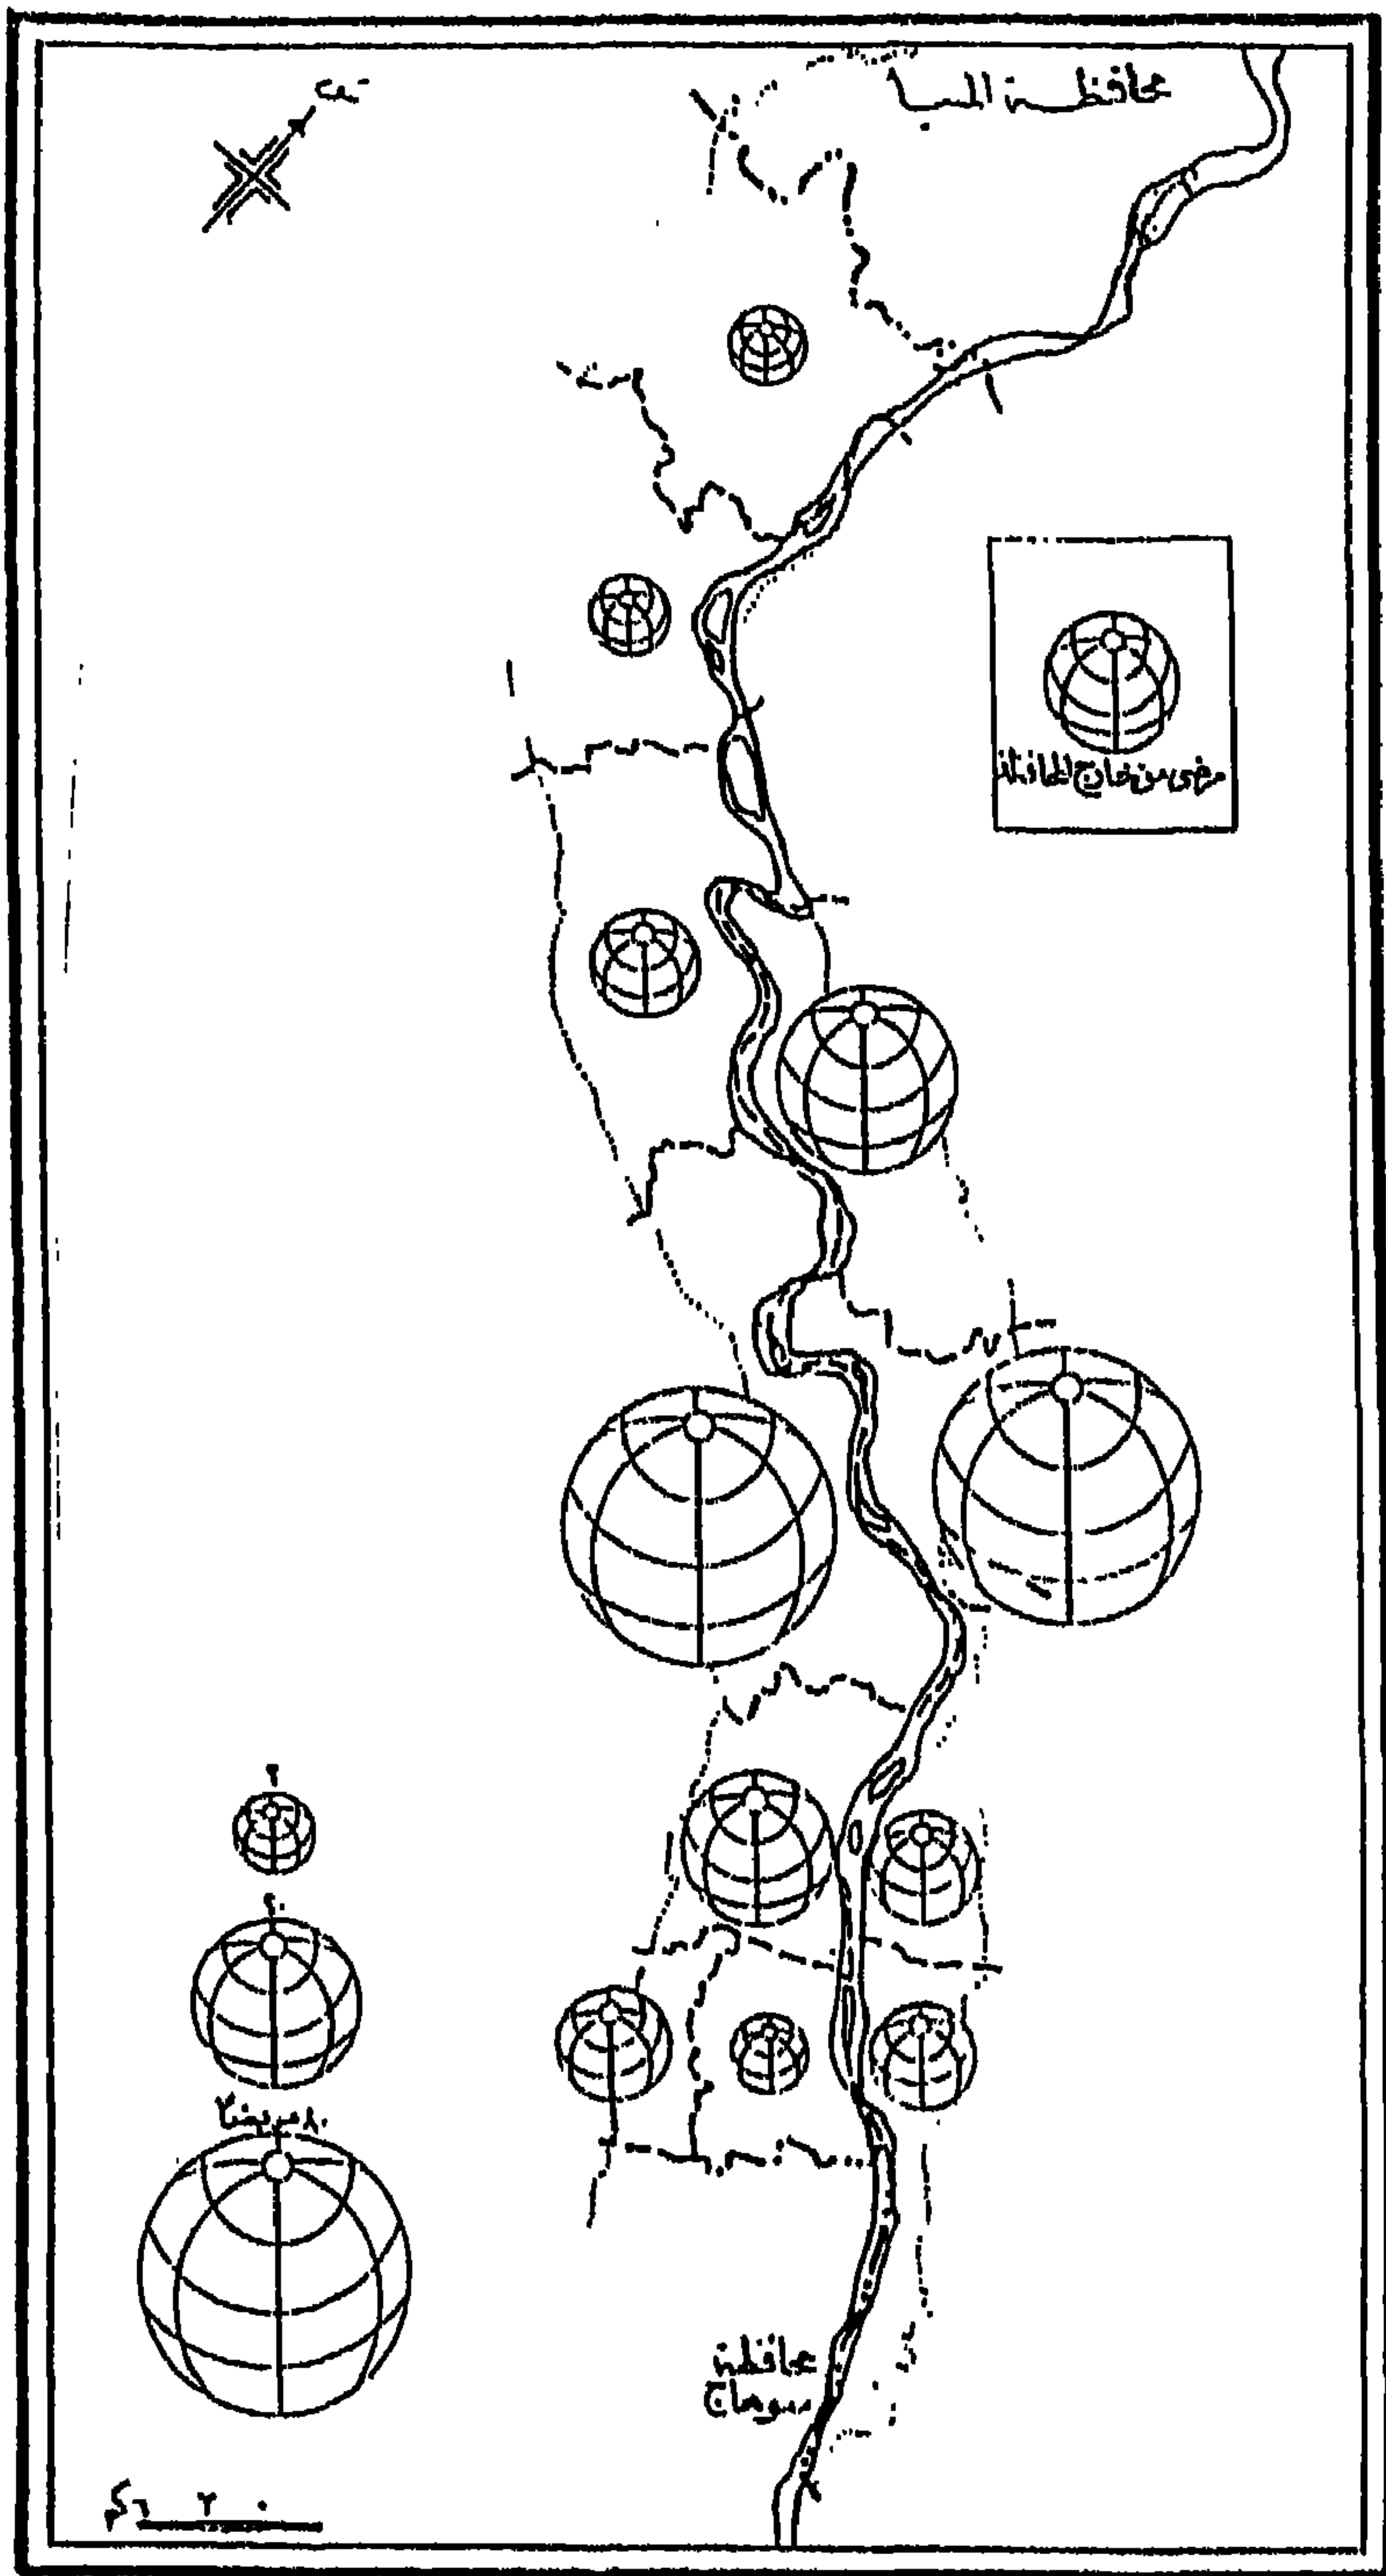 محافظة المنيا
مرضى من خارج المحافظة
٢
٢٠
٨٠ مريضا
محافظة
سوهاج
٠ ٢ ٦ كم